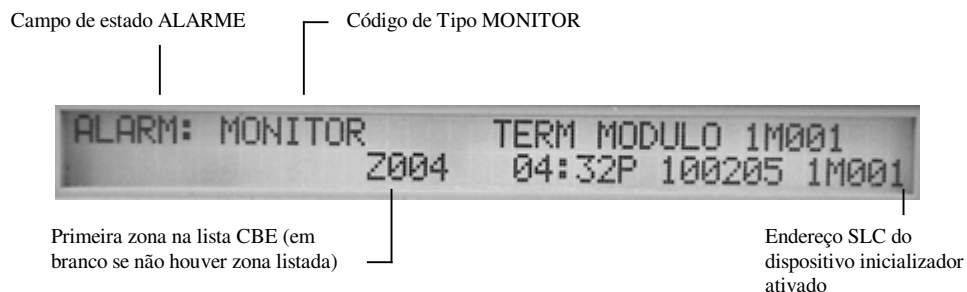 Campo de estado ALARME
Código de Tipo MONITOR
ALARM: MONITOR TERM MODULO 1M001
Z004 04:32P 100205 1M001
Primeira zona na lista CBE (em
branco se não houver zona listada)
Endereço SLC do
dispositivo inicializador
ativado